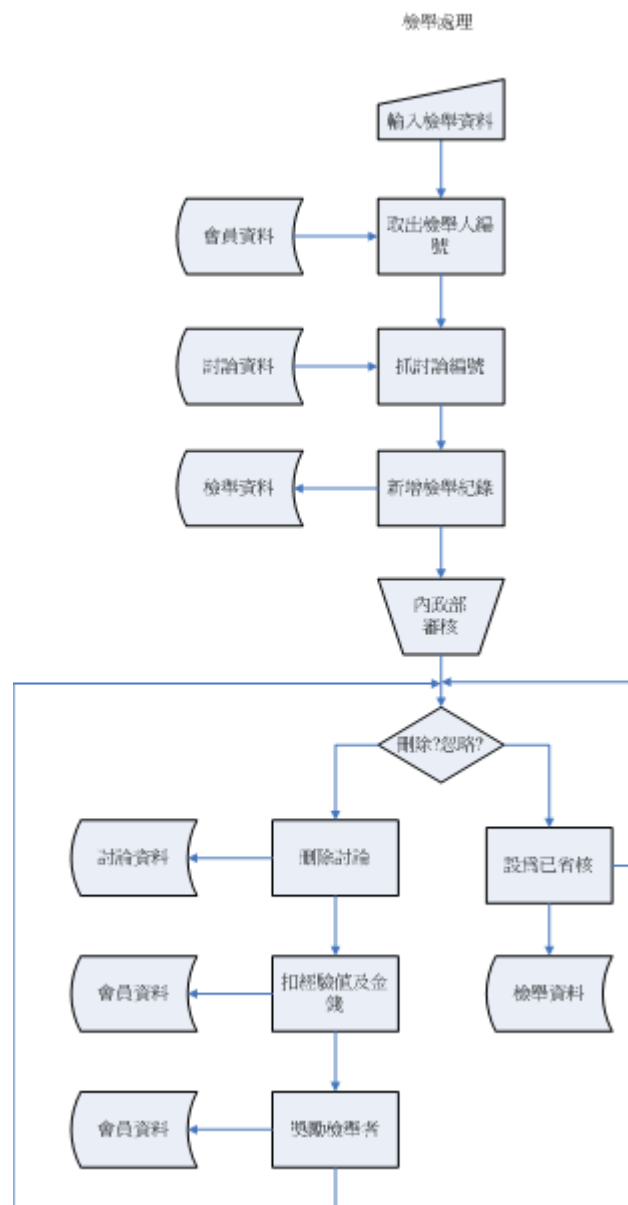 檢舉處理
輸入檢舉資料
會員資料
取出檢舉人編
號
討論資料
抓討論編號
檢舉資料
新增檢舉紀錄
內政部
審核
刪除?忽略?
討論資料
刪除討論
設為已省核
會員資料
扣經驗值及金
錢
檢舉資料
會員資料
獎勵檢舉者